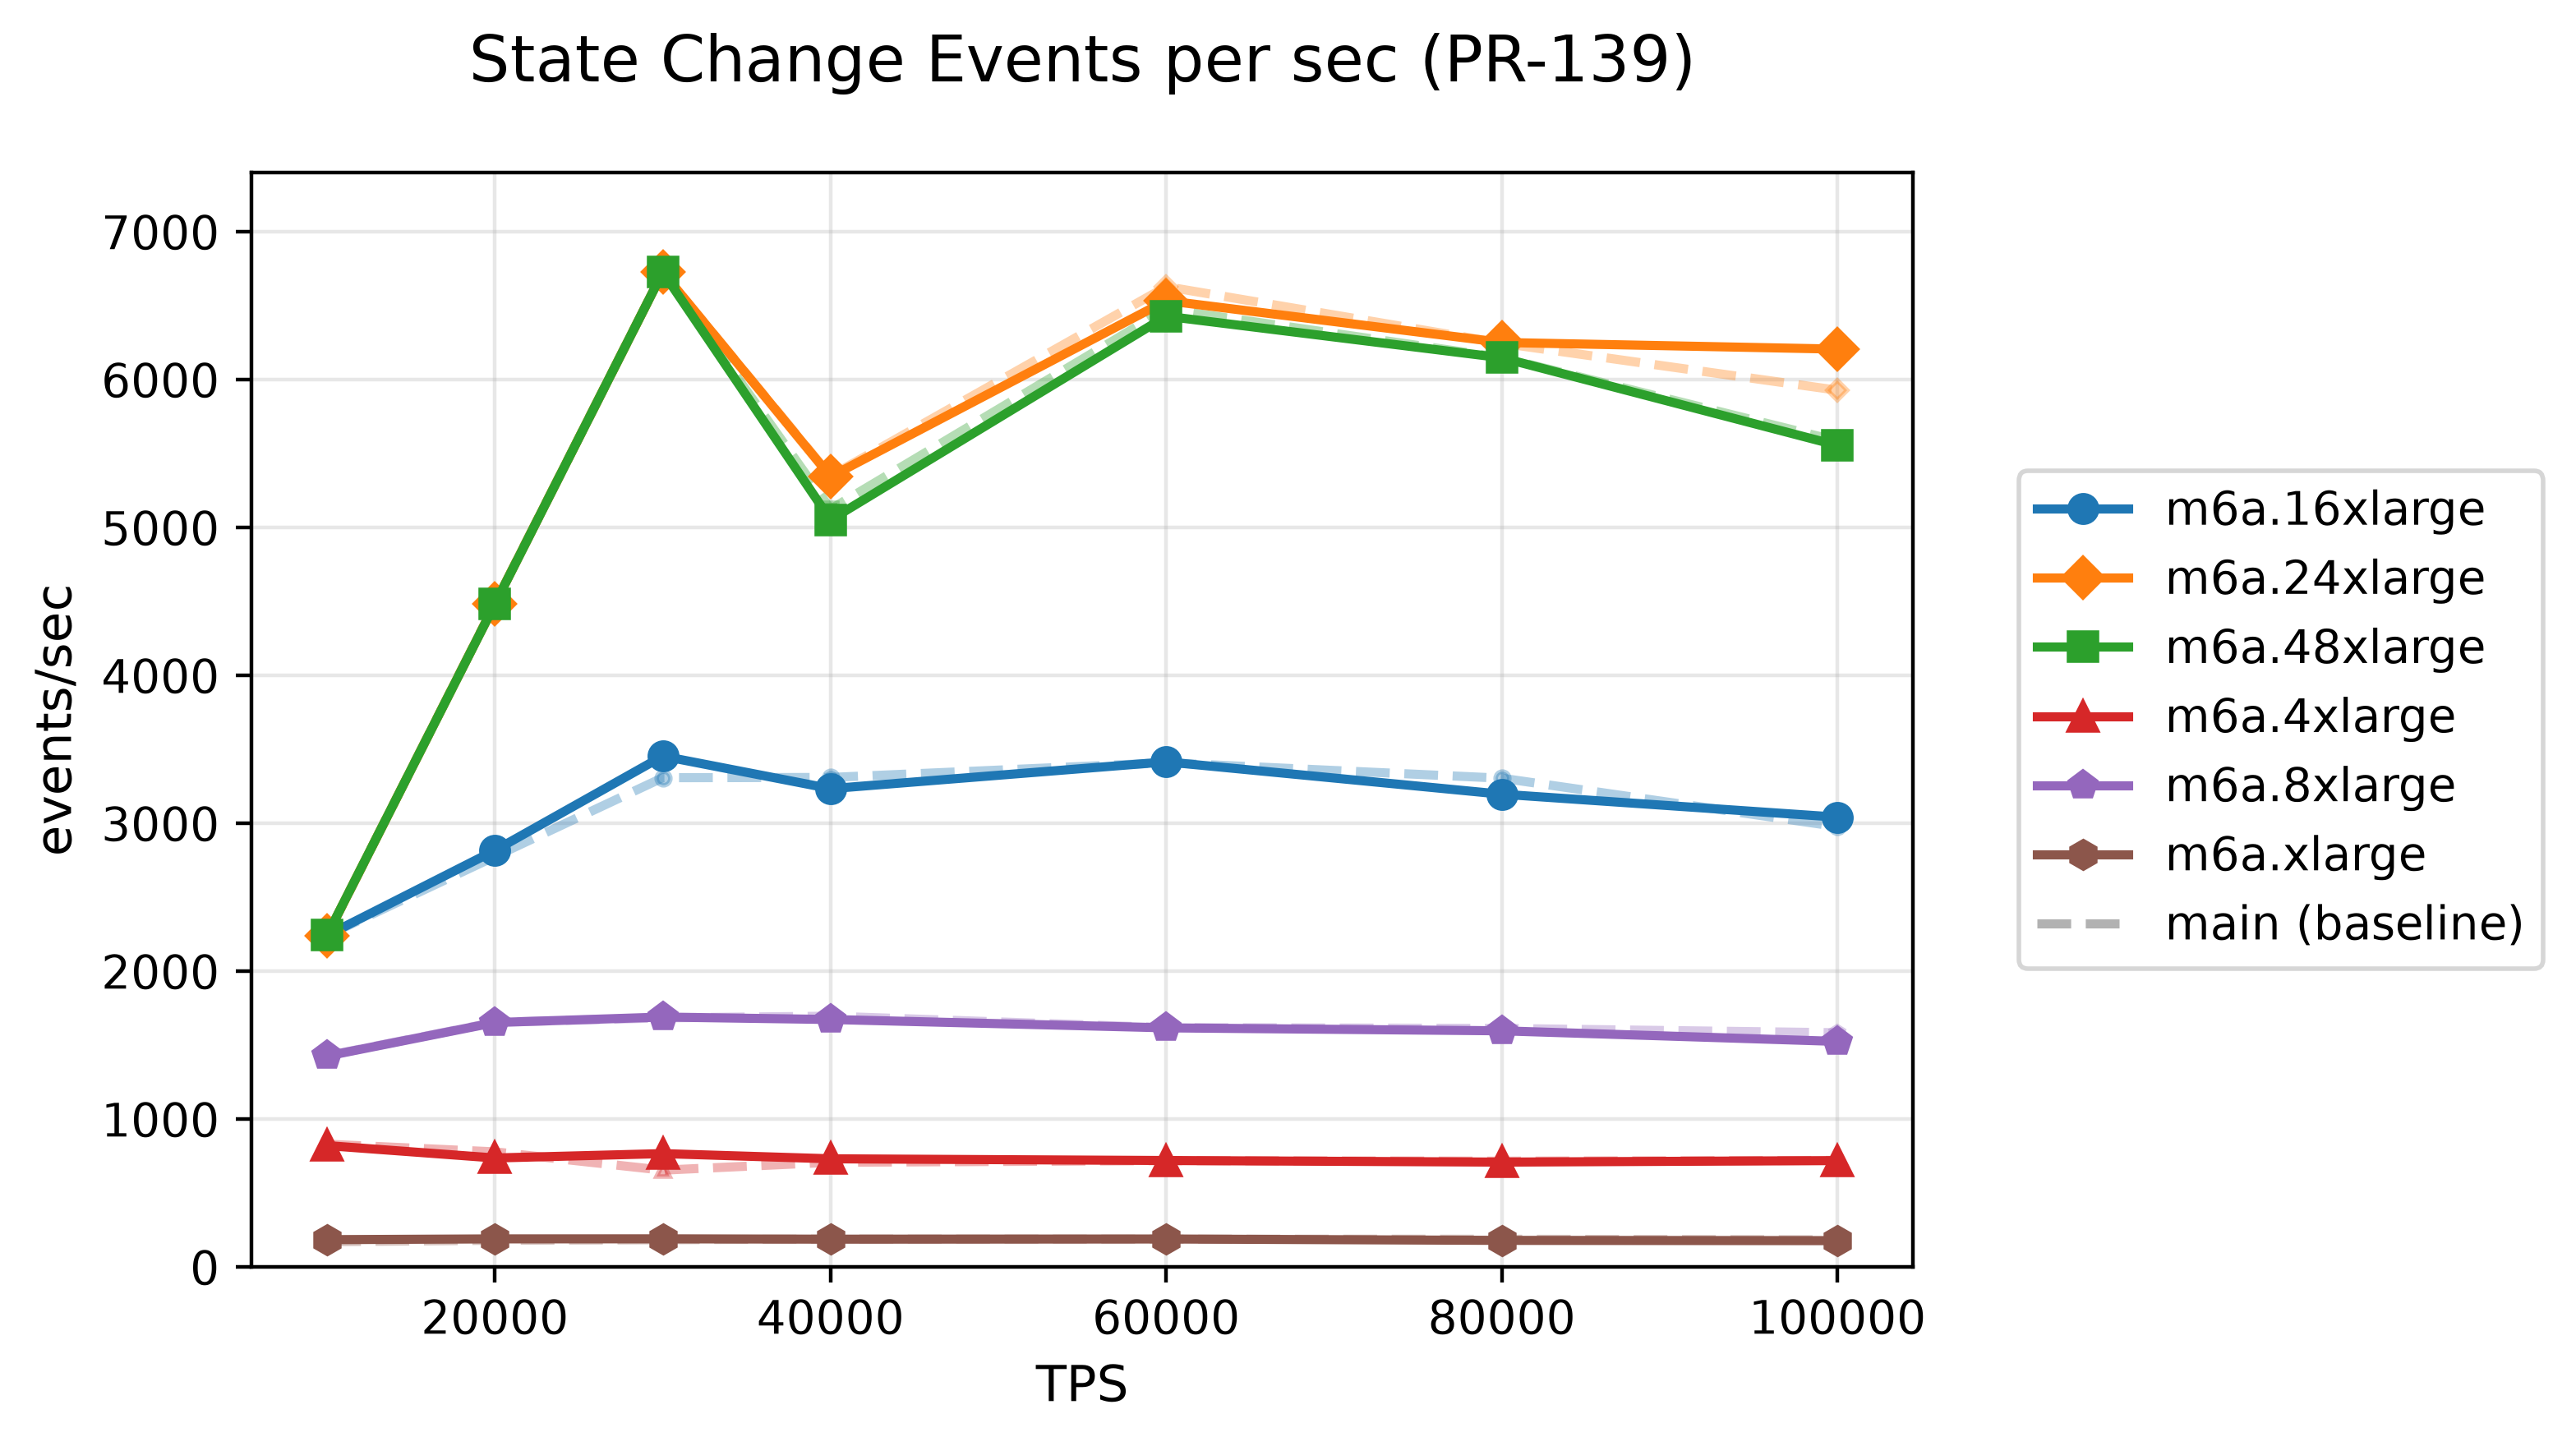 State Change Events per sec (PR-139)
7000
6000
5000
4000
3000
2000
1000
0
events/sec
20000 40000 60000 80000 100000
TPS
m6a.16xlarge
m6a.24xlarge
m6a.48xlarge
m6a.4xlarge
m6a.8xlarge
m6a.xlarge
main (baseline)